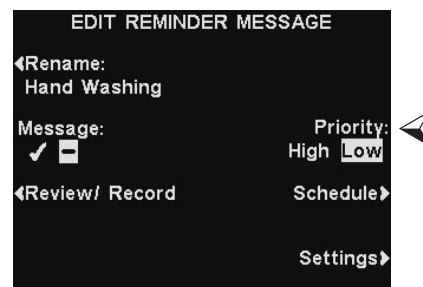 EDIT REMINDER MESSAGE
Rename:
Hand Washing
Message:
Priority:
✓ –
High Low
Review/ Record
Schedule
Settings